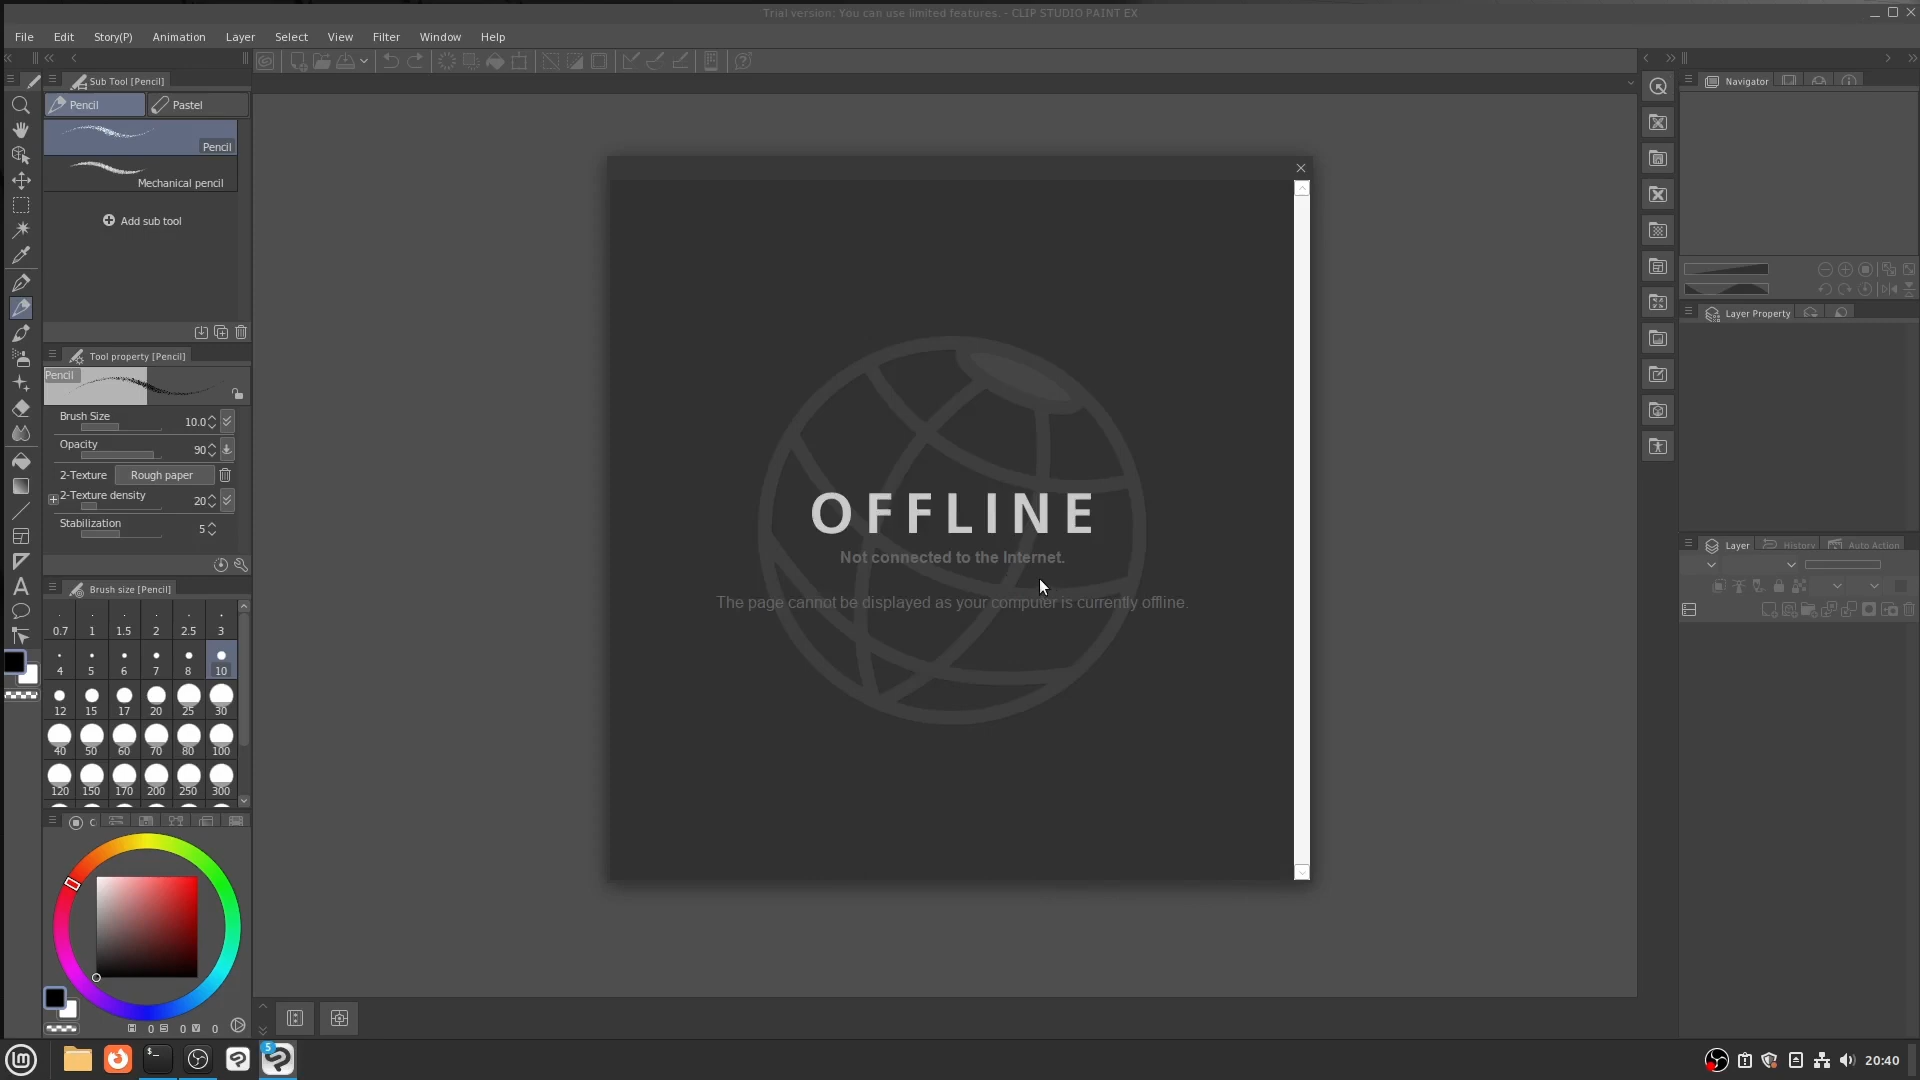 Trial version: You can use limited features. - CLIP STUDIO PAINT EX
File Edit Story(P) Animation Layer Select View Filter Window Help
Sub Tool [Pencil]
Pencil Pastel
Pencil
Mechanical pencil
Add sub tool
Tool property [Pencil]
Pencil
Brush Size 10.0
Opacity 90
2-Texture Rough paper
2-Texture density 20
Stabilization 5
Brush size [Pencil]
0.7 1 1.5 2 2.5 3
4 5 6 7 8 10
12 15 17 20 25 30
40 50 60 70 80 100
120 150 170 200 250 300
C
H 0 S 0 V 0
OFFLINE
Not connected to the Internet.
The page cannot be displayed as your computer is currently offline.
Navigator
Layer Property
Layer History Auto Action
A
lm
$_
5
20:40